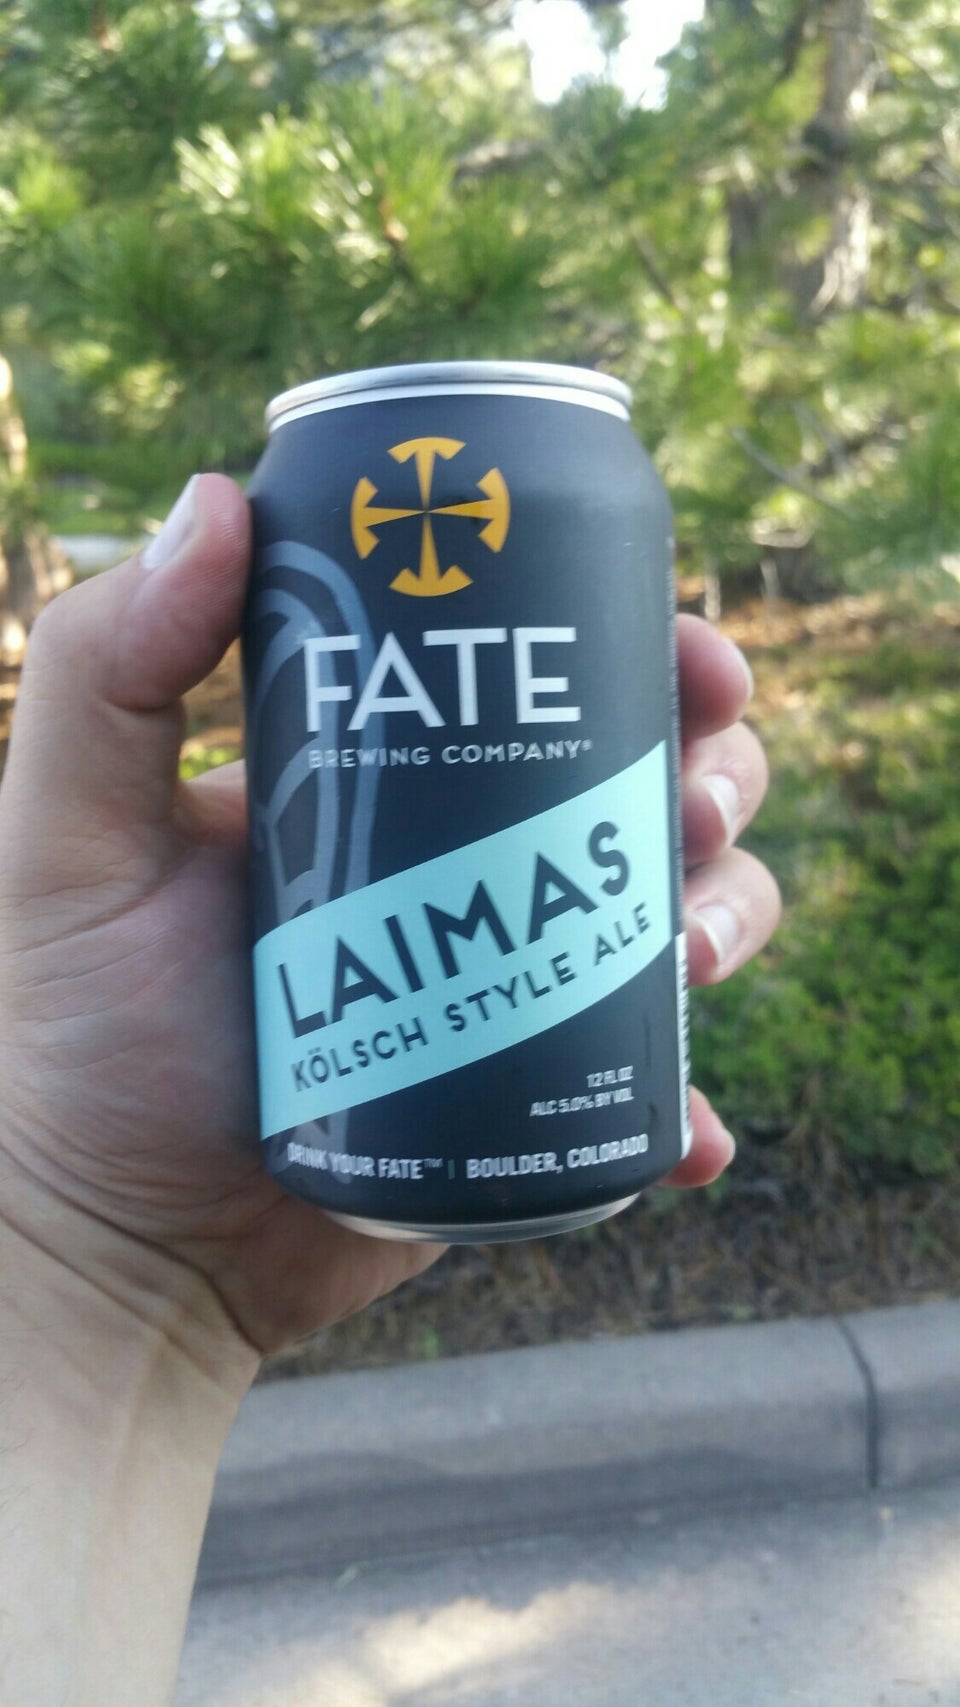 FATE
BREWING COMPANY®
LAIMAS
KÖLSCH STYLE ALE
12 FL OZ
ALC 5.0% BY VOL
DRINK YOUR FATE™ | BOULDER, COLORADO